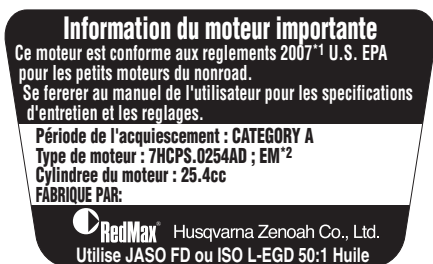 Information du moteur importante
Ce moteur est conforme aux reglements 2007*1 U.S. EPA
pour les petits moteurs du nonroad.
Se fererer au manuel de l'utilisateur pour les specifications
d'entretien et les reglages.
Période de l'acquiescement : CATEGORY A
Type de moteur : 7HCPS.0254AD ; EM*2
Cylindree du moteur : 25.4cc
FABRIQUE PAR:
RedMax® Husqvarna Zenoah Co., Ltd.
Utilise JASO FD ou ISO L-EGD 50:1 Huile